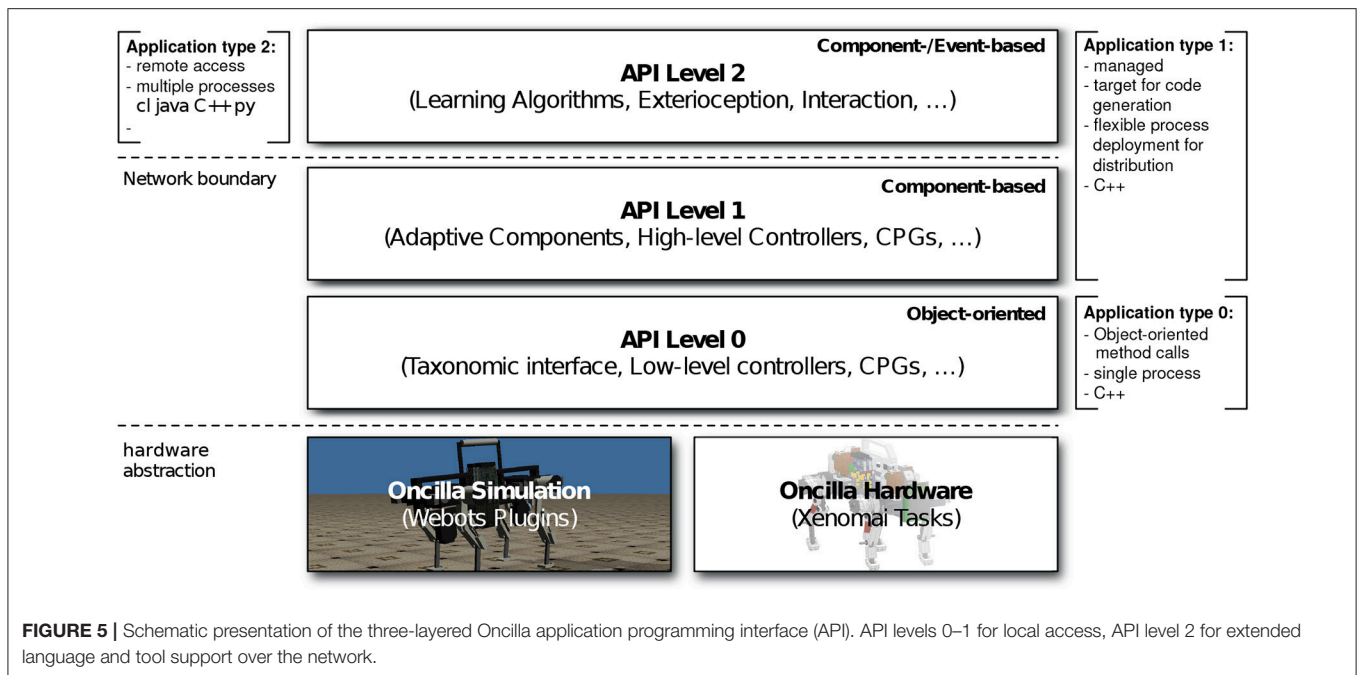 Application type 2:
- remote access
- multiple processes
cl java C++ py
-
Component-/Event-based
API Level 2
(Learning Algorithms, Exterioception, Interaction, …)
Application type 1:
- managed
- target for code
generation
- flexible process
deployment for
distribution
- C++
Network boundary
Component-based
API Level 1
(Adaptive Components, High-level Controllers, CPGs, …)
Object-oriented
API Level 0
(Taxonomic interface, Low-level controllers, CPGs, …)
Application type 0:
- Object-oriented
method calls
- single process
- C++
hardware
abstraction
Oncilla Simulation
(Webots Plugins)
Oncilla Hardware
(Xenomai Tasks)
FIGURE 5 | Schematic presentation of the three-layered Oncilla application programming interface (API). API levels 0–1 for local access, API level 2 for extended
language and tool support over the network.